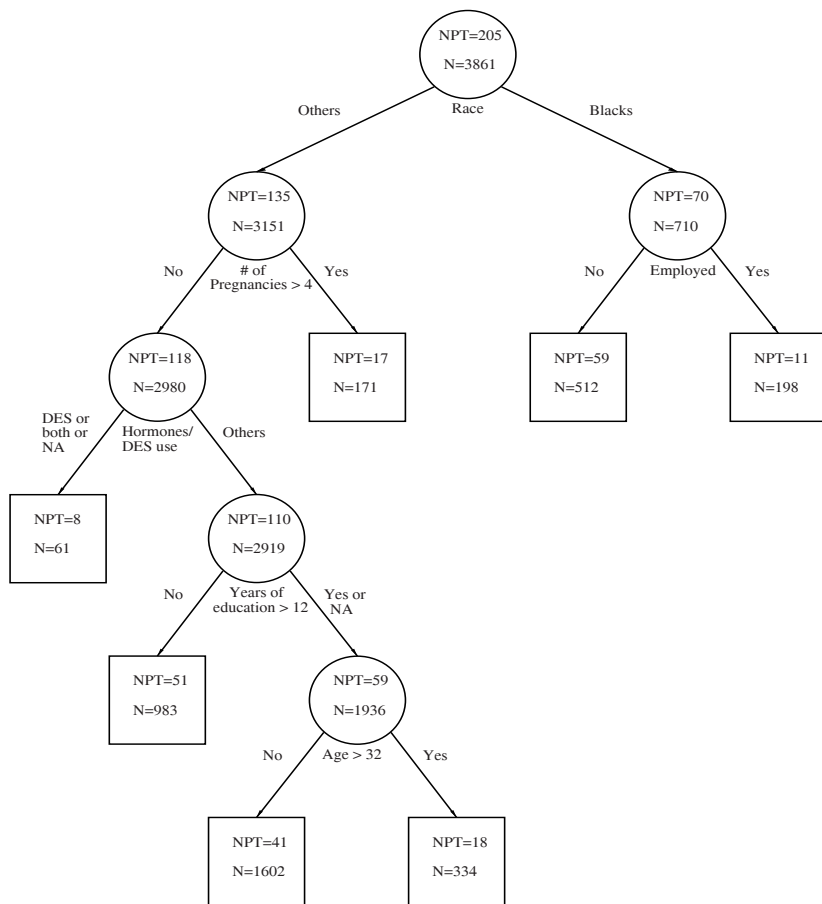 NPT=205
N=3861
Others
Race
Blacks
NPT=135
N=3151
NPT=70
N=710
No
# of
Pregnancies > 4
Yes
No
Employed
Yes
NPT=118
N=2980
NPT=17
N=171
NPT=59
N=512
NPT=11
N=198
DES or
both or
NA
Hormones/
DES use
Others
NPT=8
N=61
NPT=110
N=2919
No
Years of
education > 12
Yes or
NA
NPT=51
N=983
NPT=59
N=1936
No
Age > 32
Yes
NPT=41
N=1602
NPT=18
N=334